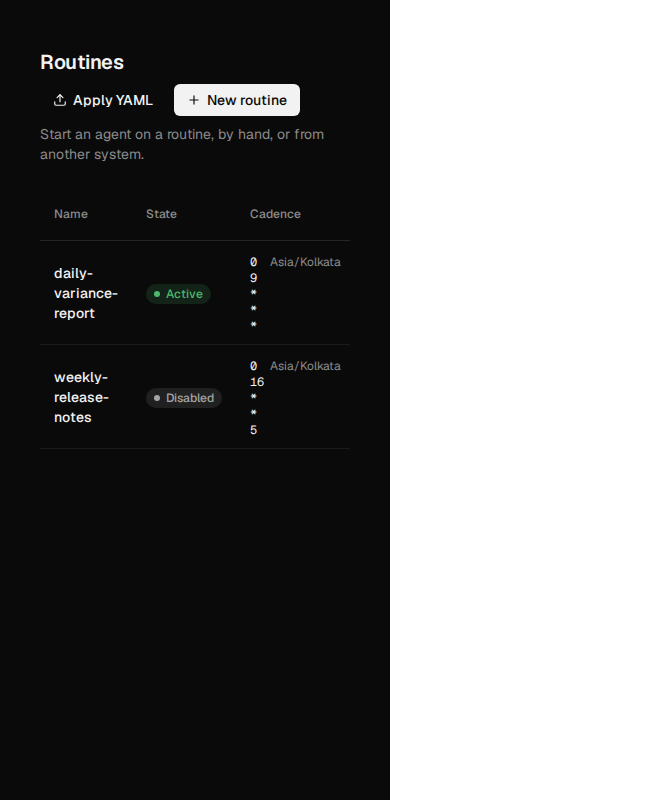 Routines
Apply YAML
New routine
Start an agent on a routine, by hand, or from
another system.
Name State Cadence
daily-
variance-
report
Active
0 Asia/Kolkata
9
*
*
*
weekly-
release-
notes
Disabled
0 Asia/Kolkata
16
*
*
5